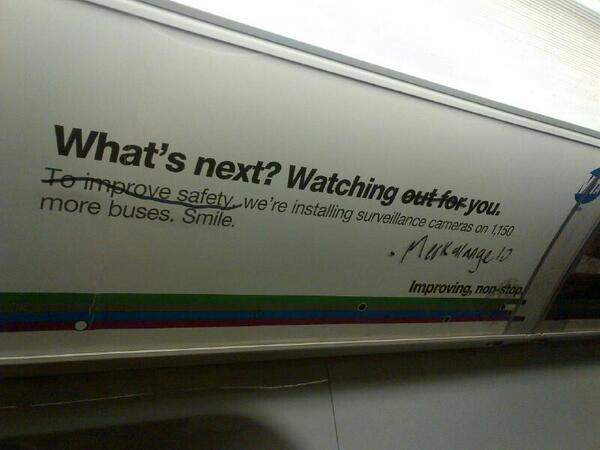 What's next? Watching out for you.
To improve safety, we're installing surveillance cameras on 1,150
more buses. Smile.
Improving, non-stop